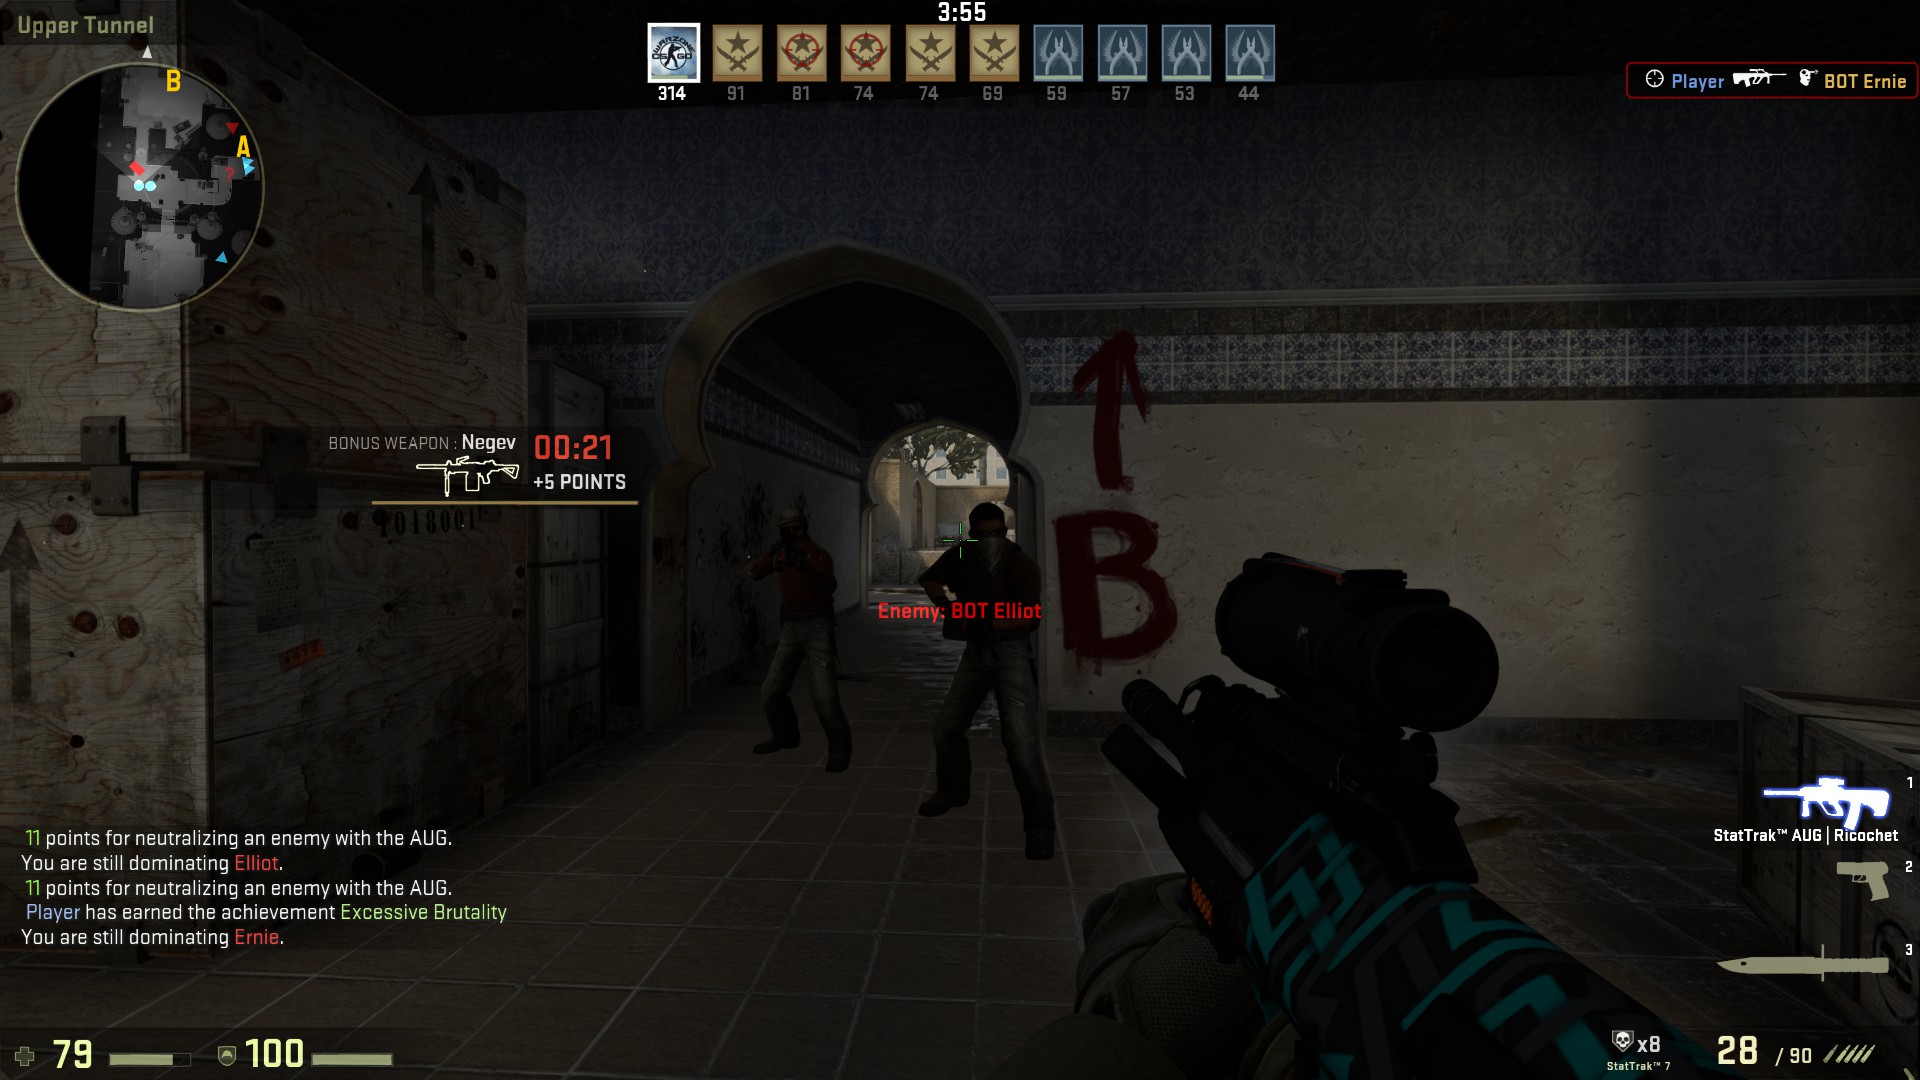 Upper Tunnel
3:55
B
A
?
WARZONE
CS GO
314 91 81 74 74 69 59 57 53 44
Player BOT Ernie
BONUS WEAPON : Negev 00:21
+5 POINTS
B
Enemy: BOT Elliot
11 points for neutralizing an enemy with the AUG.
You are still dominating Elliot.
11 points for neutralizing an enemy with the AUG.
Player has earned the achievement Excessive Brutality
You are still dominating Ernie.
1
StatTrak™ AUG | Ricochet
2
3
79 100
x8
StatTrak™ 7
28 / 90